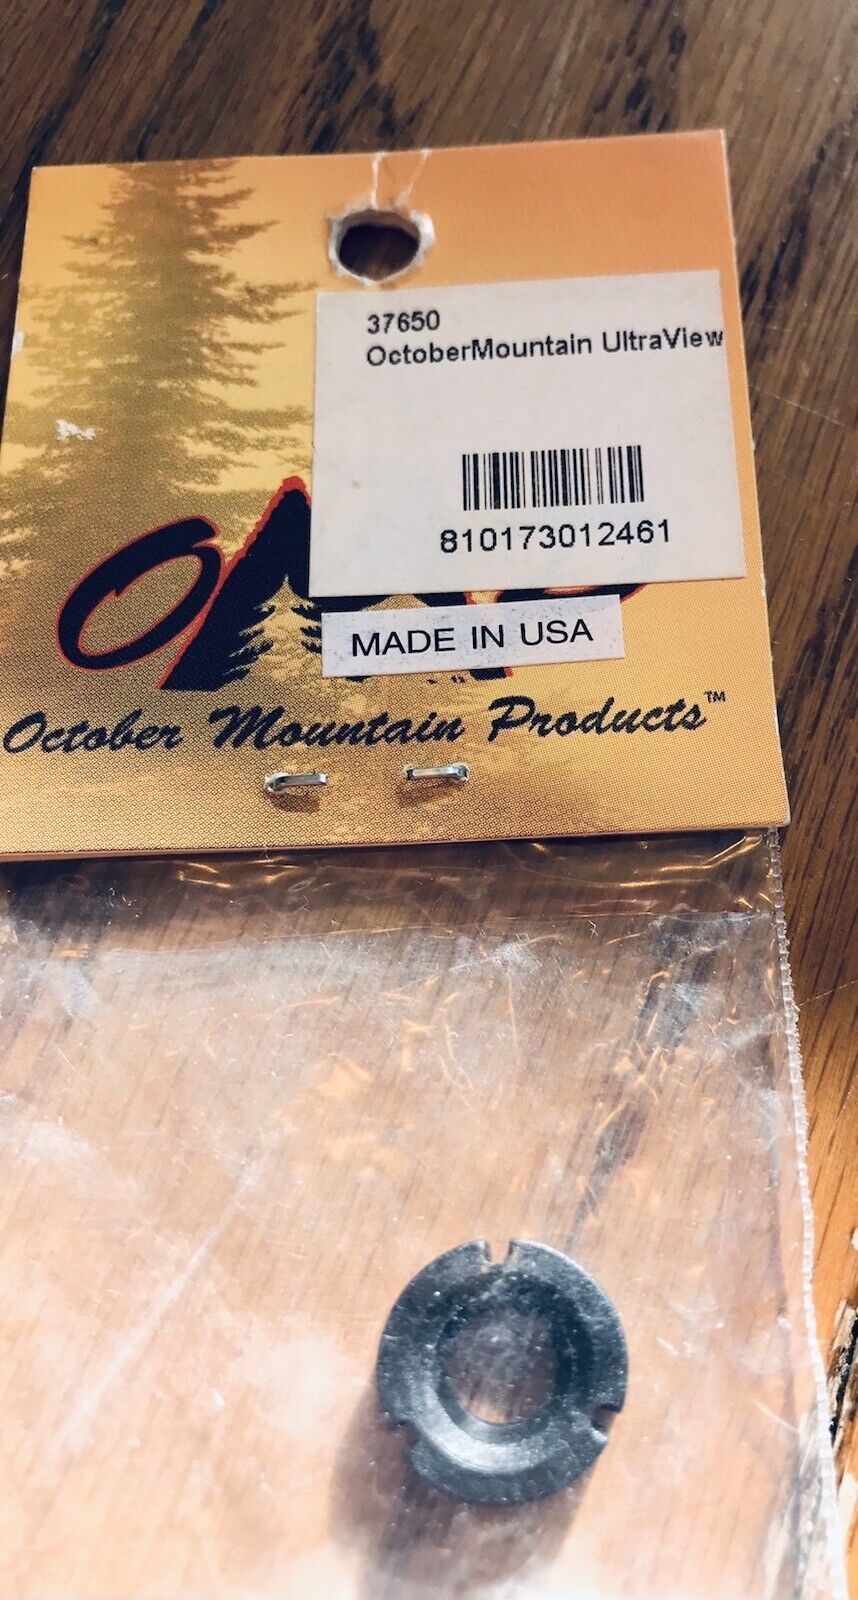 37650
OctoberMountain UltraView
810173012461
MADE IN USA
October Mountain Products™